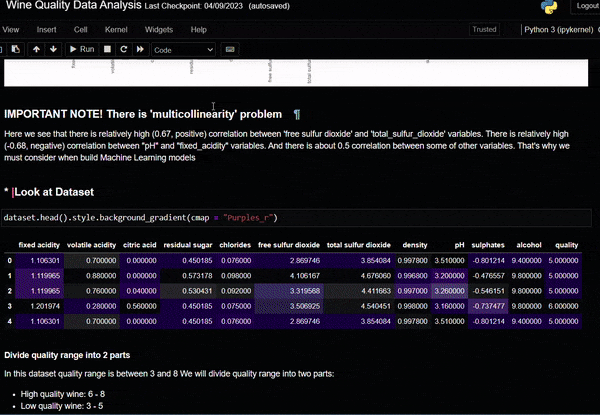 Wine Quality Data Analysis Last Checkpoint: 04/09/2023 (autosaved)
Logout
View Insert Cell Kernel Widgets Help
Trusted
Python 3 (ipykernel)
Run
Code
free sulfur
total sulfur
IMPORTANT NOTE! There is 'multicollinearity' problem ¶
Here we see that there is relatively high (0.67, positive) correlation between 'free sulfur dioxide' and 'total_sulfur_dioxide' variables. There is relatively high
(-0.68, negative) correlation between "pH" and "fixed_acidity" variables. And there is about 0.5 correlation between some of other variables. That's why we
must consider when build Machine Learning models
* |Look at Dataset
dataset.head().style.background_gradient(cmap = "Purples_r")
fixed acidity volatile acidity citric acid residual sugar chlorides free sulfur dioxide total sulfur dioxide density pH sulphates alcohol quality
0 1.106301 0.700000 0.000000 0.450185 0.076000 2.869746 3.854084 0.997800 3.510000 -0.801214 9.400000 5.000000
1 1.119965 0.880000 0.000000 0.573178 0.098000 4.106167 4.676060 0.996800 3.200000 -0.476557 9.800000 5.000000
2 1.119965 0.760000 0.040000 0.530431 0.092000 3.319568 4.411663 0.997000 3.260000 -0.546151 9.800000 5.000000
3 1.201974 0.280000 0.560000 0.450185 0.075000 3.506925 4.540451 0.998000 3.160000 -0.737477 9.800000 6.000000
4 1.106301 0.700000 0.000000 0.450185 0.076000 2.869746 3.854084 0.997800 3.510000 -0.801214 9.400000 5.000000
Divide quality range into 2 parts
In this dataset quality range is between 3 and 8 We will divide quality range into two parts:
• High quality wine: 6 - 8
• Low quality wine: 3 - 5